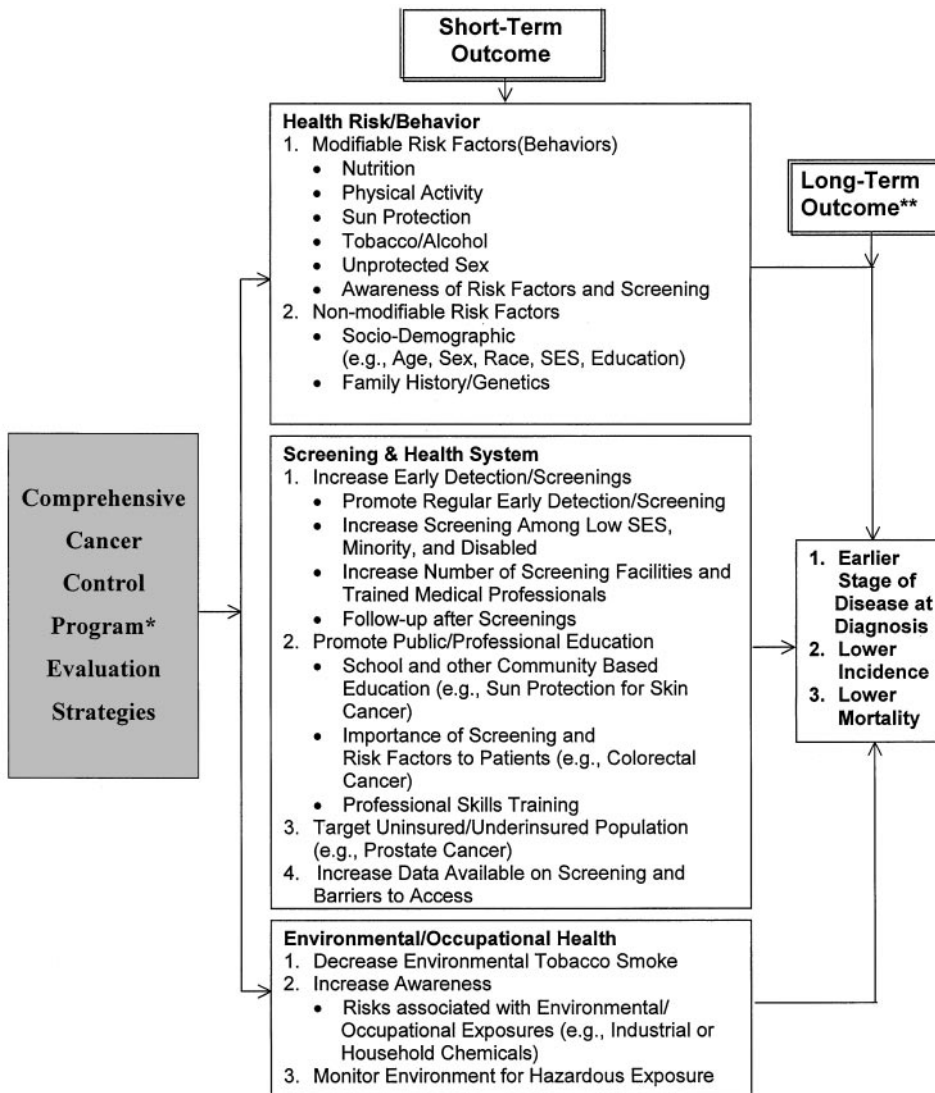 Short-Term
Outcome
Health Risk/Behavior
1. Modifiable Risk Factors(Behaviors)
• Nutrition
• Physical Activity
• Sun Protection
• Tobacco/Alcohol
• Unprotected Sex
• Awareness of Risk Factors and Screening
2. Non-modifiable Risk Factors
• Socio-Demographic
(e.g., Age, Sex, Race, SES, Education)
• Family History/Genetics
Long-Term
Outcome**
Comprehensive
Cancer
Control
Program*
Evaluation
Strategies
Screening & Health System
1. Increase Early Detection/Screenings
• Promote Regular Early Detection/Screening
• Increase Screening Among Low SES,
Minority, and Disabled
• Increase Number of Screening Facilities and
Trained Medical Professionals
• Follow-up after Screenings
2. Promote Public/Professional Education
• School and other Community Based
Education (e.g., Sun Protection for Skin
Cancer)
• Importance of Screening and
Risk Factors to Patients (e.g., Colorectal
Cancer)
• Professional Skills Training
3. Target Uninsured/Underinsured Population
(e.g., Prostate Cancer)
4. Increase Data Available on Screening and
Barriers to Access
1. Earlier
Stage of
Disease at
Diagnosis
2. Lower
Incidence
3. Lower
Mortality
Environmental/Occupational Health
1. Decrease Environmental Tobacco Smoke
2. Increase Awareness
• Risks associated with Environmental/
Occupational Exposures (e.g., Industrial or
Household Chemicals)
3. Monitor Environment for Hazardous Exposure